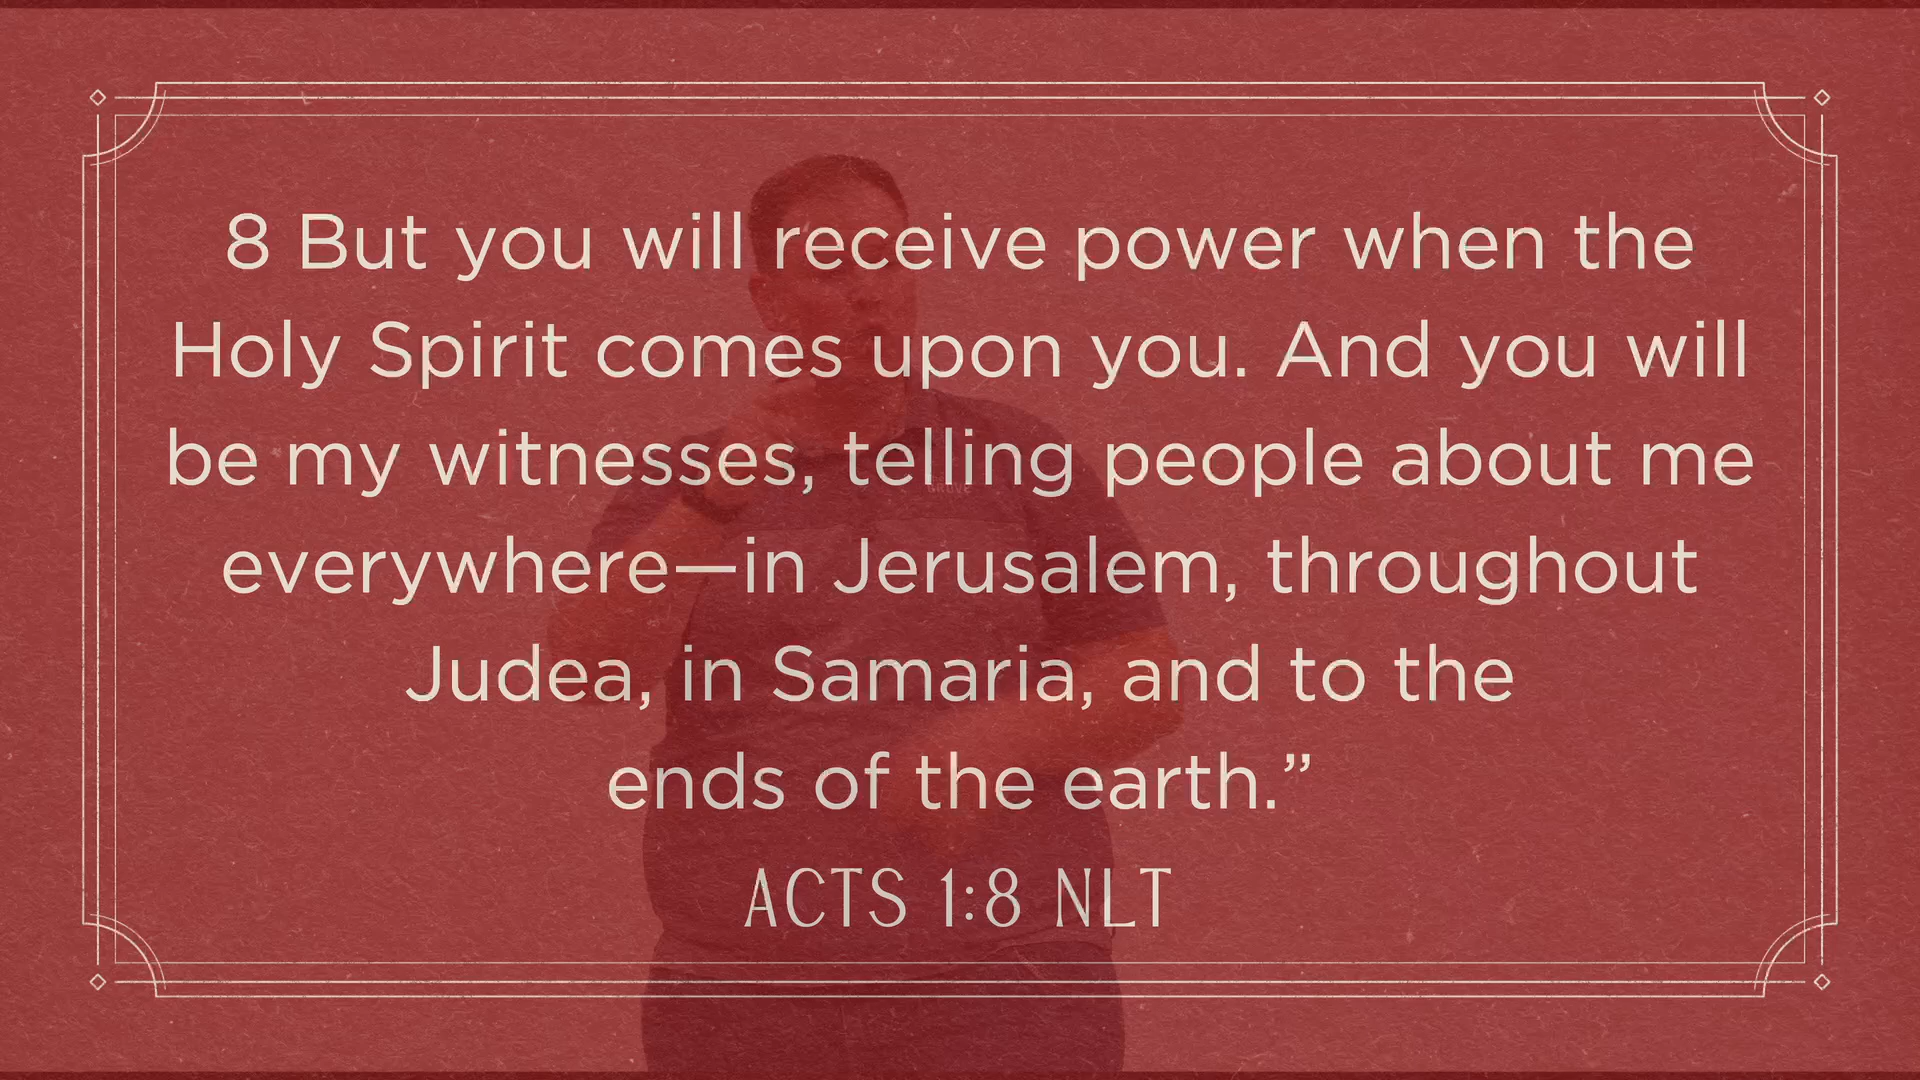 8 But you will receive power when the
Holy Spirit comes upon you. And you will
be my witnesses, telling people about me
everywhere—in Jerusalem, throughout
Judea, in Samaria, and to the
ends of the earth.”
ACTS 1:8 NLT